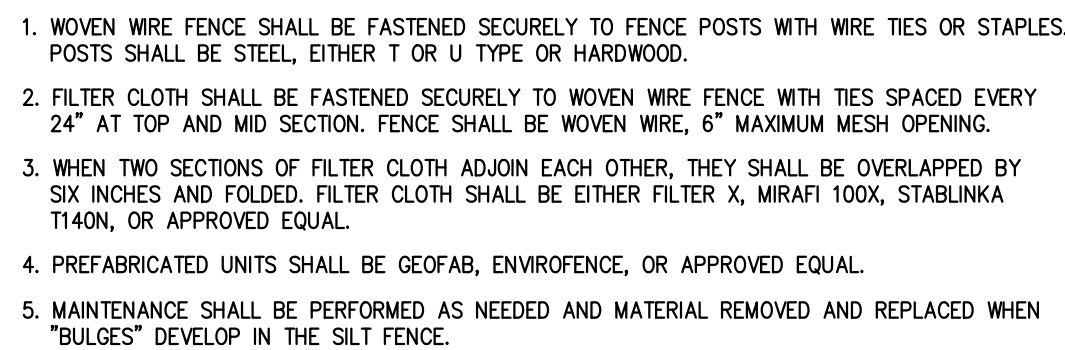 1. WOVEN WIRE FENCE SHALL BE FASTENED SECURELY TO FENCE POSTS WITH WIRE TIES OR STAPLES.
POSTS SHALL BE STEEL, EITHER T OR U TYPE OR HARDWOOD.
2. FILTER CLOTH SHALL BE FASTENED SECURELY TO WOVEN WIRE FENCE WITH TIES SPACED EVERY
24" AT TOP AND MID SECTION. FENCE SHALL BE WOVEN WIRE, 6" MAXIMUM MESH OPENING.
3. WHEN TWO SECTIONS OF FILTER CLOTH ADJOIN EACH OTHER, THEY SHALL BE OVERLAPPED BY
SIX INCHES AND FOLDED. FILTER CLOTH SHALL BE EITHER FILTER X, MIRAFI 100X, STABLINKA
T140N, OR APPROVED EQUAL.
4. PREFABRICATED UNITS SHALL BE GEOFAB, ENVIROFENCE, OR APPROVED EQUAL.
5. MAINTENANCE SHALL BE PERFORMED AS NEEDED AND MATERIAL REMOVED AND REPLACED WHEN
"BULGES" DEVELOP IN THE SILT FENCE.